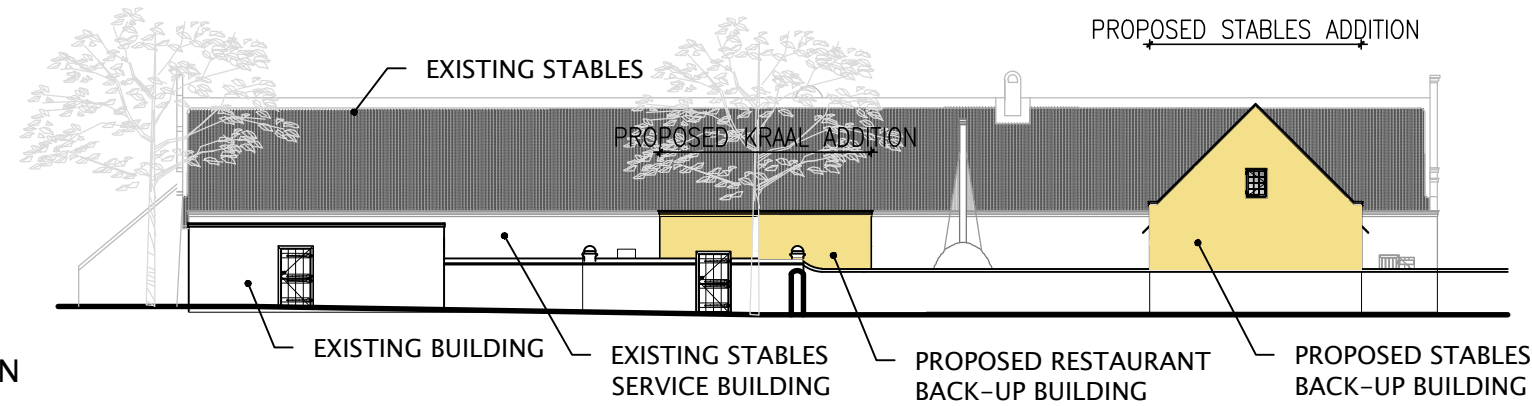 PROPOSED STABLES ADDITION
EXISTING STABLES
PROPOSED KRAAL ADDITION
EXISTING BUILDING
EXISTING STABLES
SERVICE BUILDING
PROPOSED RESTAURANT
BACK-UP BUILDING
PROPOSED STABLES
BACK-UP BUILDING
N